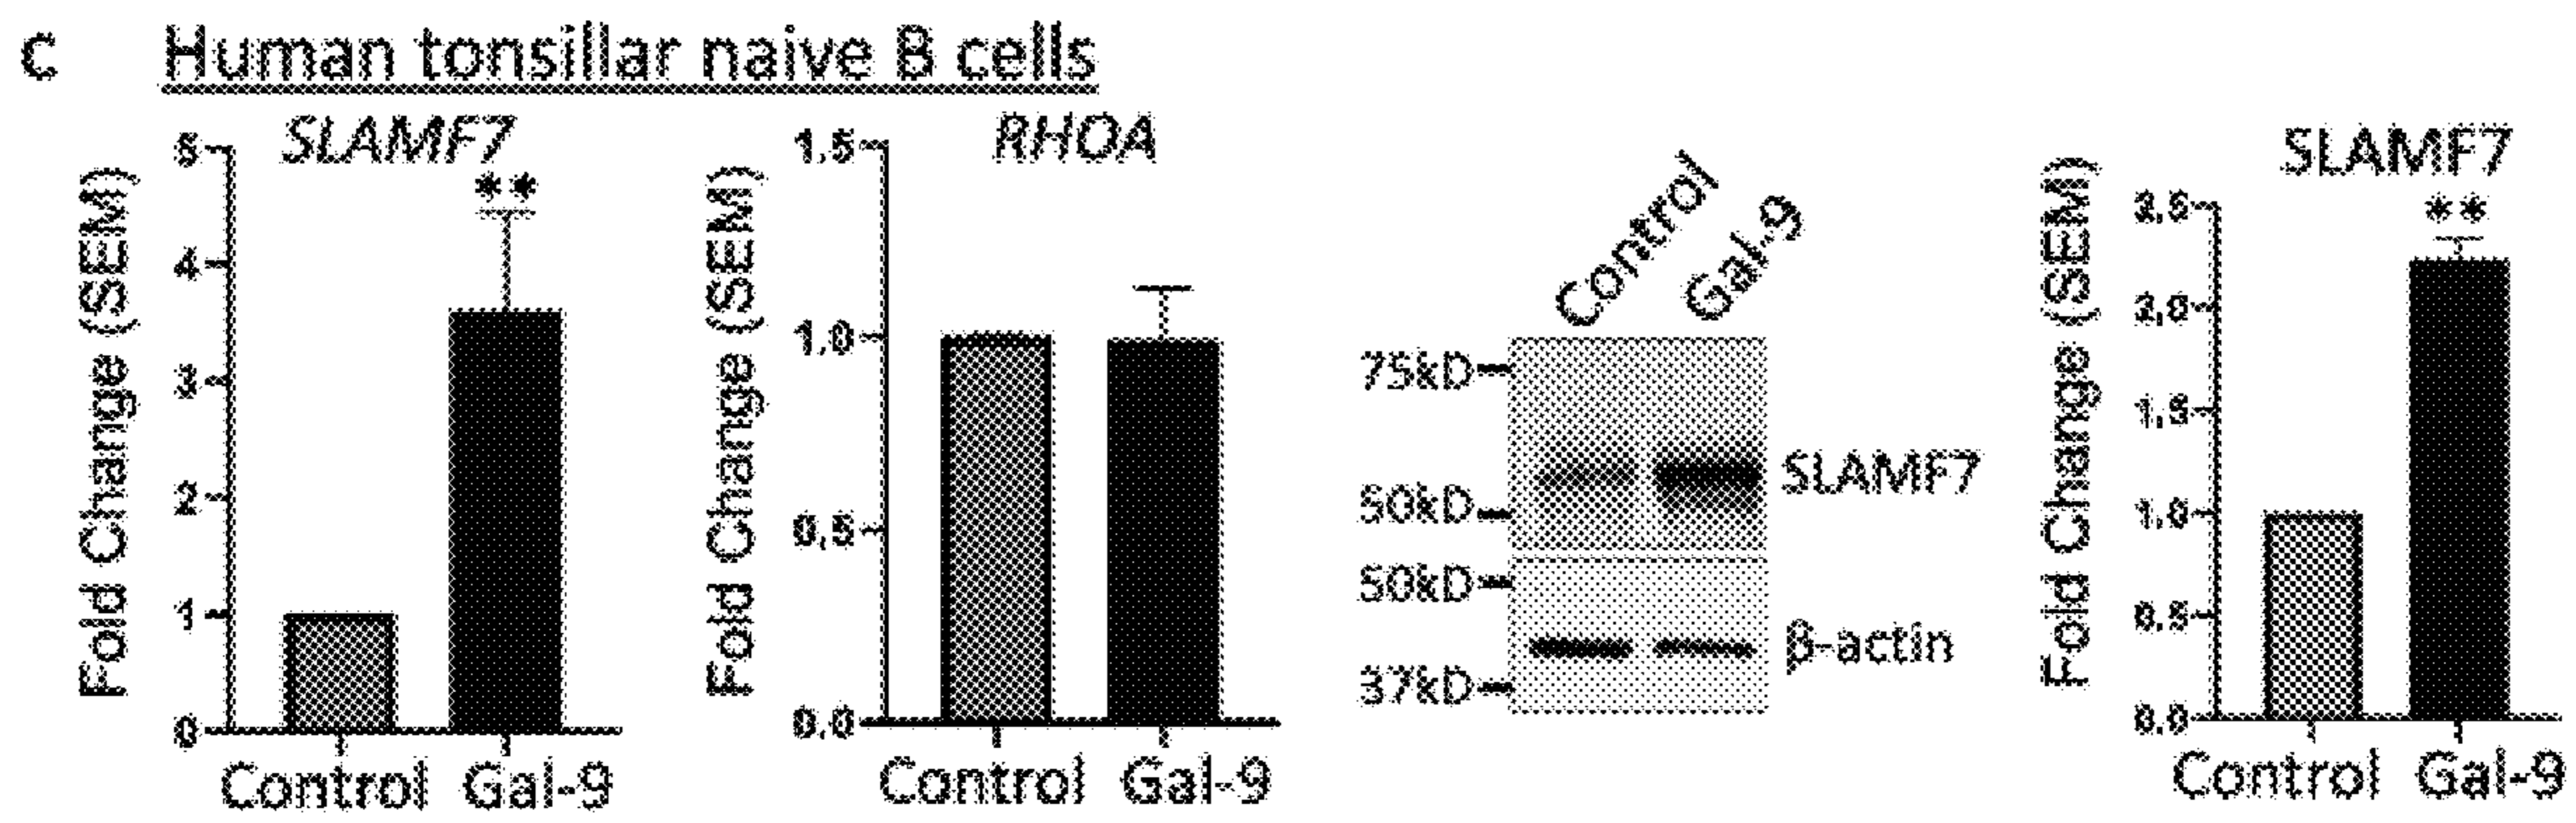 C Human tonsillar naive B cells
SLAMF7
**
Fold Change (SEM)
5
4
3
2
1
0
Control Gal-9
RHOA
Fold Change (SEM)
1.5
1.0
0.5
0.0
Control Gal-9
Control
Gal-9
75kD
50kD
SLAMF7
50kD
37kD
β-actin
SLAMF7
**
Fold Change (SEM)
2.5
2.0
1.5
1.0
0.5
0.0
Control Gal-9